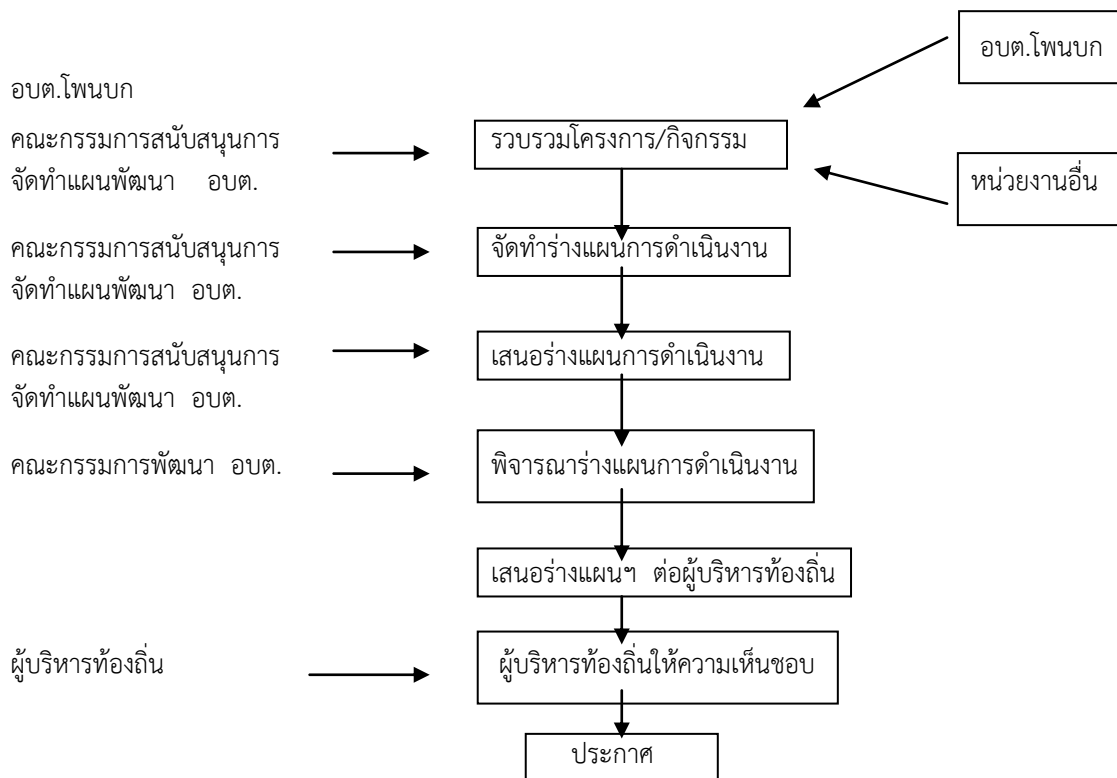 อบต.โพนบก
อบต.โพนบก
คณะกรรมการสนับสนุนการ
จัดทำแผนพัฒนา อบต.
รวบรวมโครงการ/กิจกรรม
หน่วยงานอื่น
คณะกรรมการสนับสนุนการ
จัดทำแผนพัฒนา อบต.
จัดทำร่างแผนการดำเนินงาน
คณะกรรมการสนับสนุนการ
จัดทำแผนพัฒนา อบต.
เสนอร่างแผนการดำเนินงาน
คณะกรรมการพัฒนา อบต.
พิจารณาร่างแผนการดำเนินงาน
เสนอร่างแผนฯ ต่อผู้บริหารท้องถิ่น
ผู้บริหารท้องถิ่น
ผู้บริหารท้องถิ่นให้ความเห็นชอบ
ประกาศ